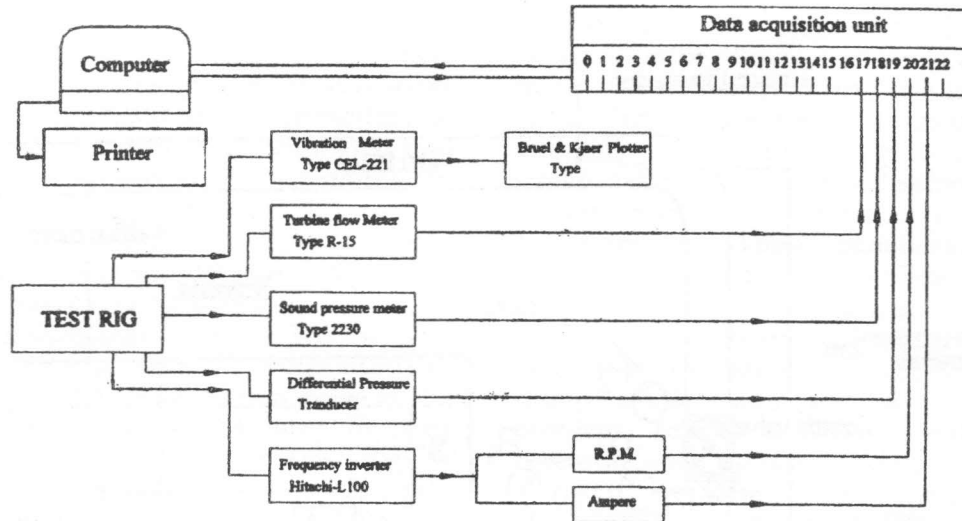 Data acquisition unit
0 1 2 3 4 5 6 7 8 9 10 11 12 13 14 15 16 17 18 19 20 21 22
Computer
Printer
Vibration Meter
Type CEL-221
Bruel & Kjaer Plotter
Type
Turbine flow Meter
Type R-15
TEST RIG
Sound pressure meter
Type 2230
Differential Pressure
Tranducer
Frequency inverter
Hitachi-L100
R.P.M.
Ampere